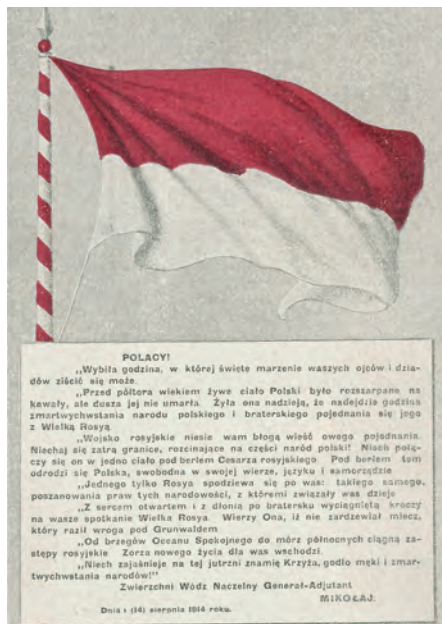 POLACY!
„Wybiła godzina, w której święte marzenie waszych ojców i dzia-
dów ziścić się może.
„Przed półtora wiekiem żywe ciało Polski było rozszarpane na
kawały, ale dusza jej nie umarła. Żyła ona nadzieją, że nadejdzie godzina
zmartwychwstania narodu polskiego i braterskiego pojednania się jego
z Wielką Rosyą.
„Wojsko rosyjskie niesie wam błogą wieść owego pojednania.
Niechaj się zatrą granice, rozcinające na części naród polski! Niech połą-
czy się on w jedno ciało pod berłem Cesarza rosyjskiego. Pod berłem tem
odrodzi się Polska, swobodna w swojej wierze, języku i samorządzie
„Jednego tylko Rosya spodziewa się po was: takiego samego,
poszanowania praw tych narodowości, z któremi związały was dzieje
„Z sercem otwartem i z dłonią po bratersku wyciągniętą kroczy
na wasze spotkanie Wielka Rosya. Wierzy Ona, iż nie zardzewiał miecz,
który raził wroga pod Grunwaldem
„Od brzegów Oceanu Spokojnego do mórz północnych ciągną za-
stępy rosyjskie Zorza nowego życia dla was wschodzi.
„Niech zajaśnieje na tej jutrzni znamię Krzyża, godło męki i zmar-
twychwstania narodów!"
Zwierzchni Wódz Naczelny Generał-Adjutant
MIKOŁAJ.
Dnia 1 (14) sierpnia 1914 roku.